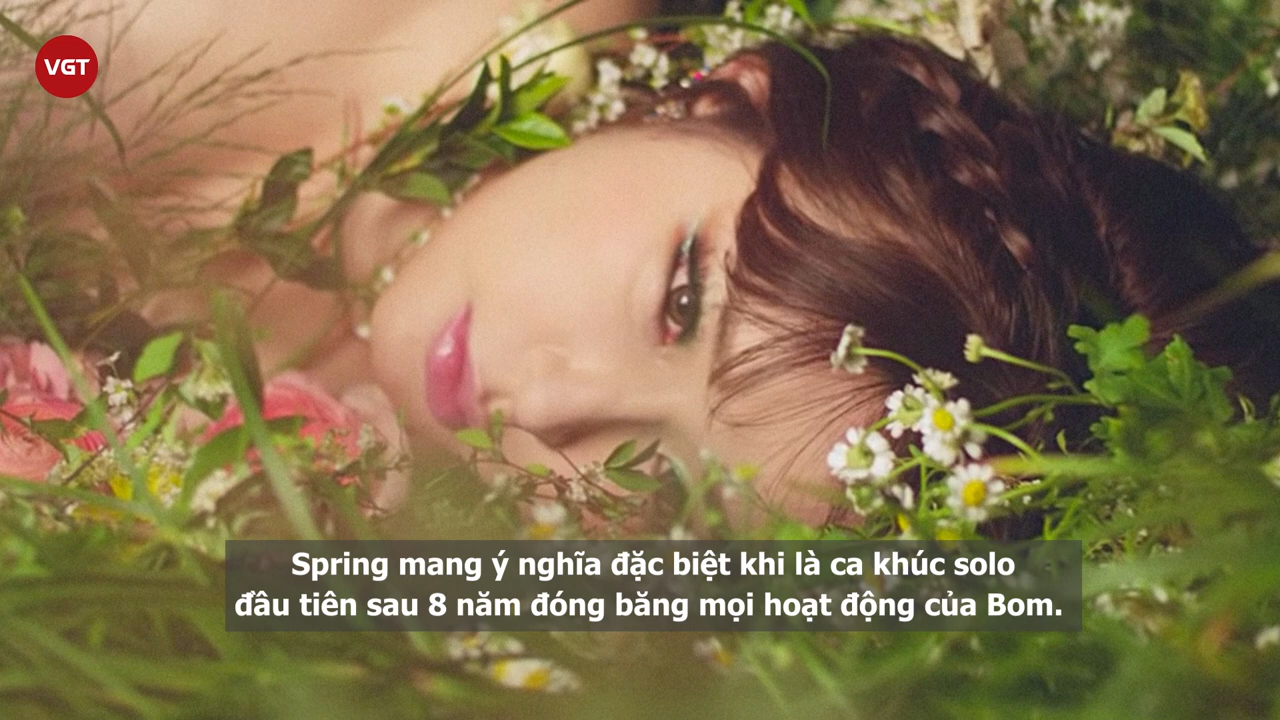 VGT
Spring mang ý nghĩa đặc biệt khi là ca khúc solo
đầu tiên sau 8 năm đóng băng mọi hoạt động của Bom.